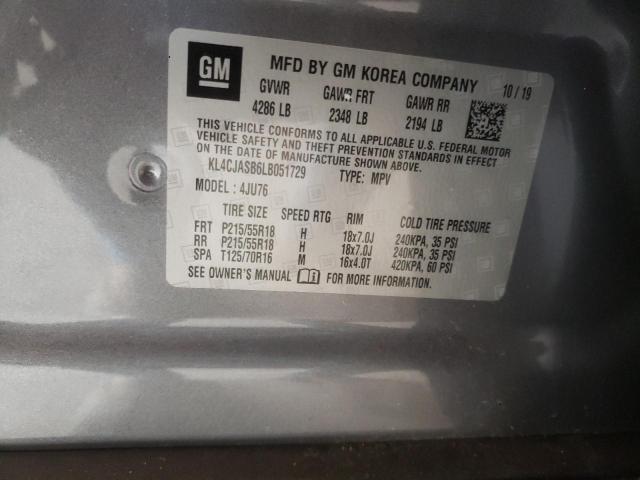 GM MFD BY GM KOREA COMPANY 10/19
GVWR GAWR FRT GAWR RR
4286 LB 2348 LB 2194 LB
THIS VEHICLE CONFORMS TO ALL APPLICABLE U.S. FEDERAL MOTOR
VEHICLE SAFETY AND THEFT PREVENTION STANDARDS IN EFFECT
ON THE DATE OF MANUFACTURE SHOWN ABOVE.
KL4CJASB6LB051729 TYPE: MPV
MODEL: 4JU76
TIRE SIZE SPEED RTG RIM COLD TIRE PRESSURE
FRT P215/55R18 H 18x7.0J 240KPA, 35 PSI
RR P215/55R18 H 18x7.0J 240KPA, 35 PSI
SPA T125/70R16 M 16x4.0T 420KPA, 60 PSI
SEE OWNER'S MANUAL FOR MORE INFORMATION.